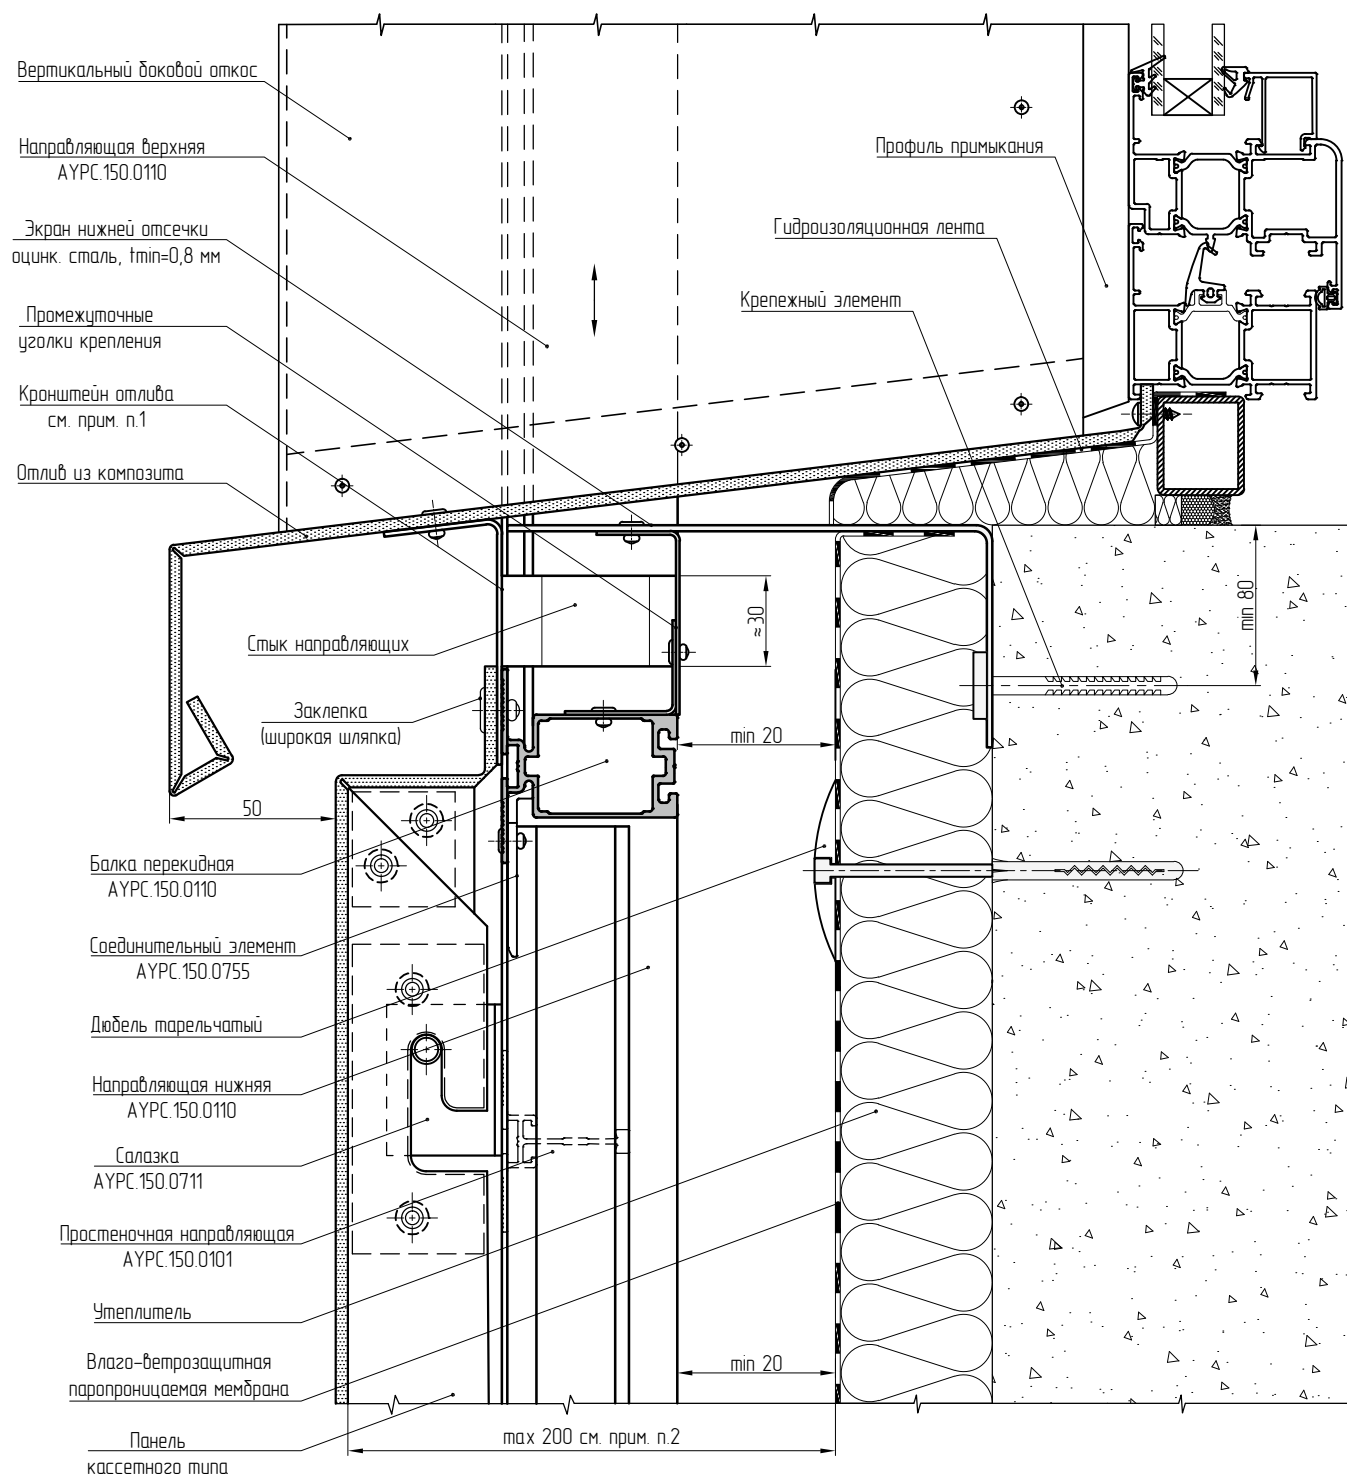 Вертикальный боковой откос
Направляющая верхняя
AYPC.150.0110
Экран нижней отсечки
оцинк. сталь, tmin=0,8 мм
Промежуточные
уголки крепления
Кронштейн отлива
см. прим. п.1
Отлив из композита
Профиль примыкания
Гидроизоляционная лента
Крепежный элемент
Стык направляющих
Заклепка
(широкая шляпка)
≈30
min 80
min 20
50
Балка перекидная
AYPC.150.0110
Соединительный элемент
AYPC.150.0755
Дюбель тарельчатый
Направляющая нижняя
AYPC.150.0110
Салазка
AYPC.150.0711
Простеночная направляющая
AYPC.150.0101
Утеплитель
Влаго-ветрозащитная
паропроницаемая мембрана
Панель
кассетного типа
min 20
max 200 см. прим. п.2